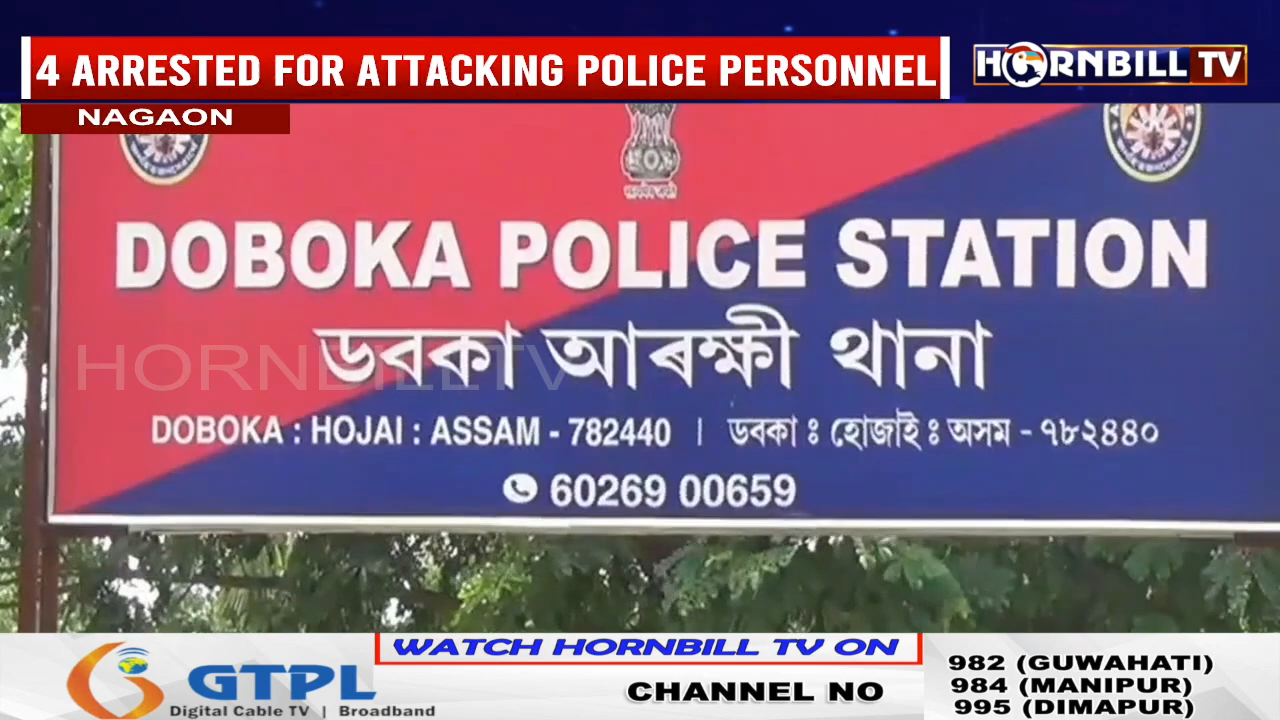 4 ARRESTED FOR ATTACKING POLICE PERSONNEL
HORNBILL TV
NAGAON
DOBOKA POLICE STATION
ডবকা আৰক্ষী থানা
HORNBILLTV
DOBOKA : HOJAI : ASSAM - 782440 | ডবকা ঃ হোজাই ঃ অসম - ৭৮২৪৪০
60269 00659
WATCH HORNBILL TV ON
GTPL
Digital Cable TV | Broadband
CHANNEL NO
982 (GUWAHATI)
984 (MANIPUR)
995 (DIMAPUR)